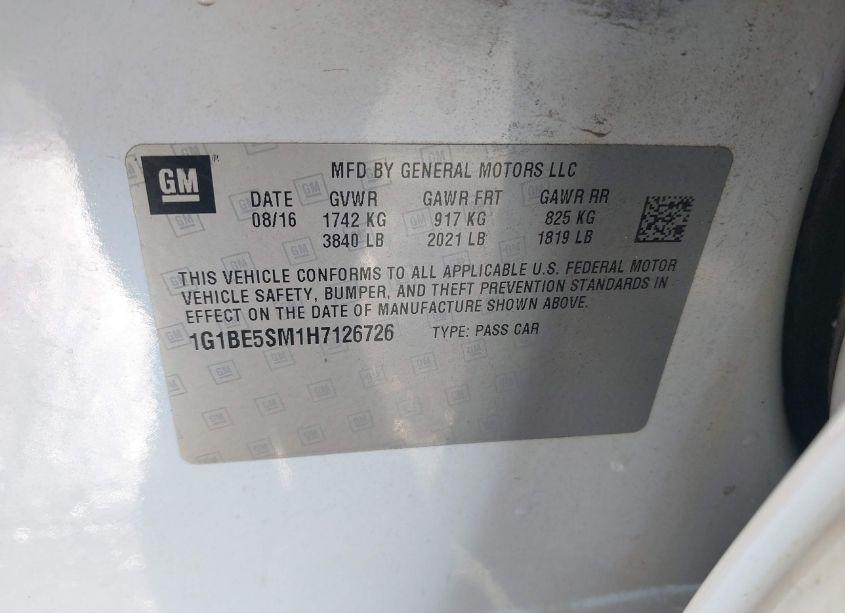 GM
MFD BY GENERAL MOTORS LLC
DATE GVWR GAWR FRT GAWR RR
08/16 1742 KG 917 KG 825 KG
3840 LB 2021 LB 1819 LB
THIS VEHICLE CONFORMS TO ALL APPLICABLE U.S. FEDERAL MOTOR
VEHICLE SAFETY, BUMPER, AND THEFT PREVENTION STANDARDS IN
EFFECT ON THE DATE OF MANUFACTURE SHOWN ABOVE.
1G1BE5SM1H7126726 TYPE: PASS CAR